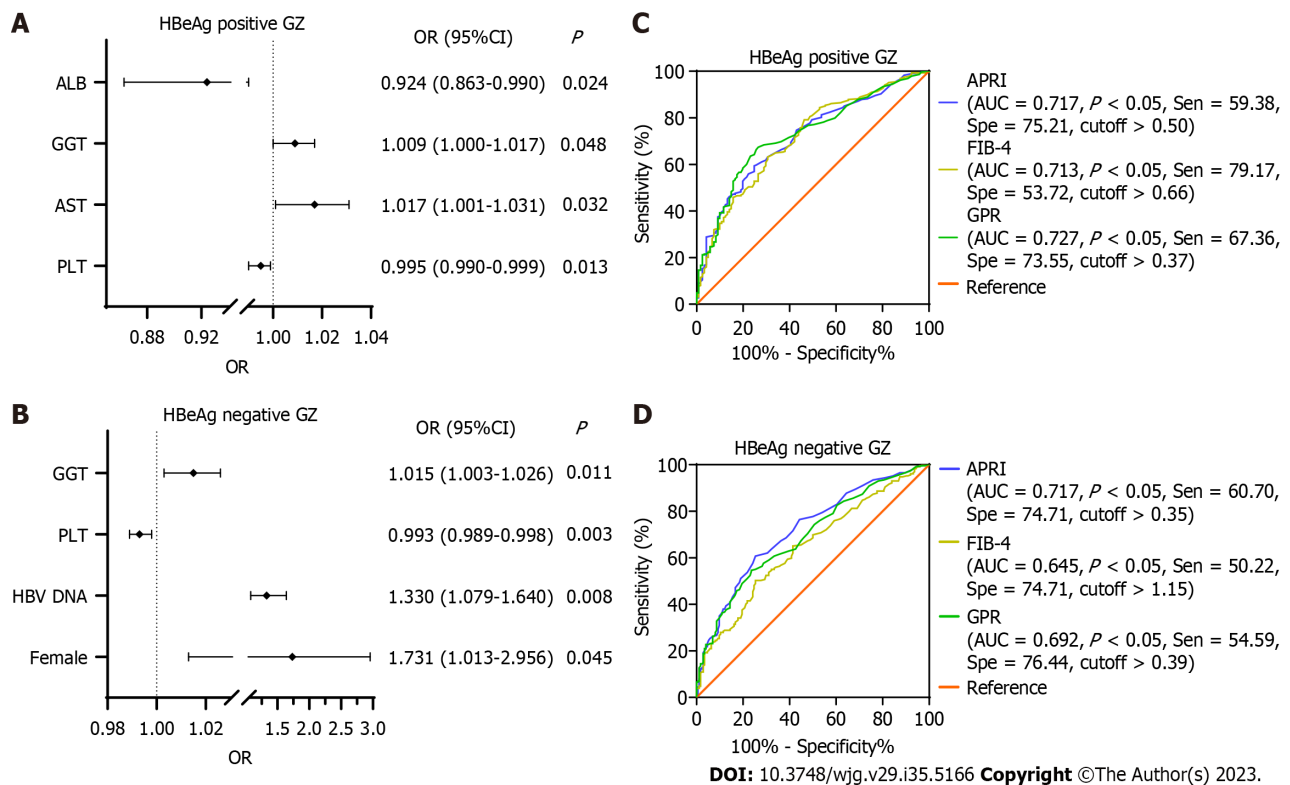 A
HBeAg positive GZ
OR (95%CI) P
ALB 0.924 (0.863-0.990) 0.024
GGT 1.009 (1.000-1.017) 0.048
AST 1.017 (1.001-1.031) 0.032
PLT 0.995 (0.990-0.999) 0.013
0.88 0.92 1.00 1.02 1.04
OR
B
HBeAg negative GZ
OR (95%CI) P
GGT 1.015 (1.003-1.026) 0.011
PLT 0.993 (0.989-0.998) 0.003
HBV DNA 1.330 (1.079-1.640) 0.008
Female 1.731 (1.013-2.956) 0.045
0.98 1.00 1.02 1.5 2.0 2.5 3.0
OR
C
HBeAg positive GZ
Sensitivity (%)
100
80
60
40
20
0
0 20 40 60 80 100
100% - Specificity%
APRI
(AUC = 0.717, P < 0.05, Sen = 59.38,
Spe = 75.21, cutoff > 0.50)
FIB-4
(AUC = 0.713, P < 0.05, Sen = 79.17,
Spe = 53.72, cutoff > 0.66)
GPR
(AUC = 0.727, P < 0.05, Sen = 67.36,
Spe = 73.55, cutoff > 0.37)
Reference
D
HBeAg negative GZ
Sensitivity (%)
100
80
60
40
20
0
0 20 40 60 80 100
100% - Specificity%
APRI
(AUC = 0.717, P < 0.05, Sen = 60.70,
Spe = 74.71, cutoff > 0.35)
FIB-4
(AUC = 0.645, P < 0.05, Sen = 50.22,
Spe = 74.71, cutoff > 1.15)
GPR
(AUC = 0.692, P < 0.05, Sen = 54.59,
Spe = 76.44, cutoff > 0.39)
Reference
DOI: 10.3748/wjg.v29.i35.5166 Copyright ©The Author(s) 2023.